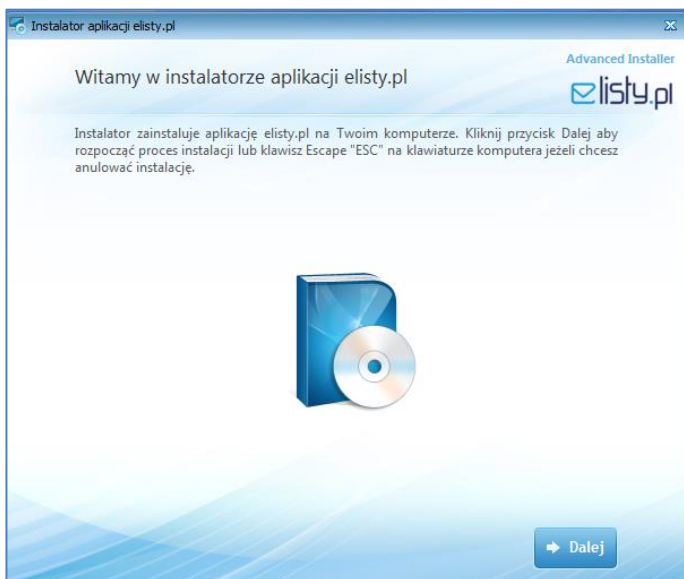 Instalator aplikacji elisty.pl
Advanced Installer
Witamy w instalatorze aplikacji elisty.pl
listy.pl
Instalator zainstaluje aplikację elisty.pl na Twoim komputerze. Kliknij przycisk Dalej aby
rozpocząć proces instalacji lub klawisz Escape "ESC" na klawiaturze komputera jeżeli chcesz
anulować instalację.
Dalej